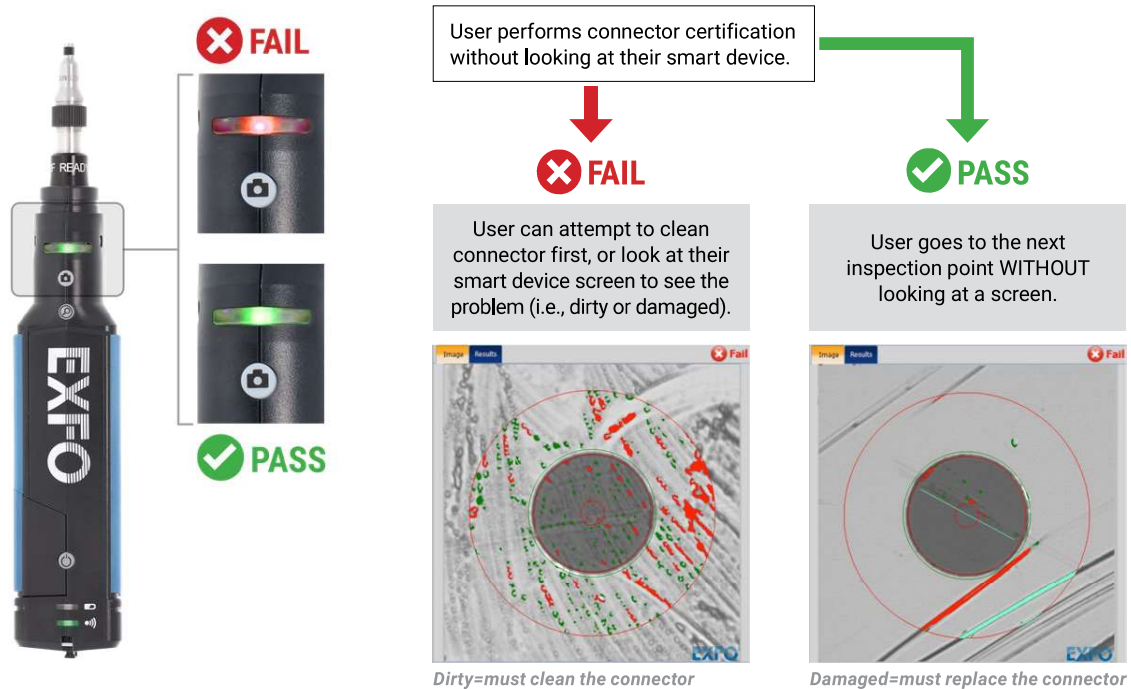 FAIL
F READY
EXFO
PASS
User performs connector certification
without looking at their smart device.
FAIL
PASS
User can attempt to clean
connector first, or look at their
smart device screen to see the
problem (i.e., dirty or damaged).
User goes to the next
inspection point WITHOUT
looking at a screen.
Image Results Fail
EXFO
Dirty=must clean the connector
Image Results Fail
EXFO
Damaged=must replace the connector